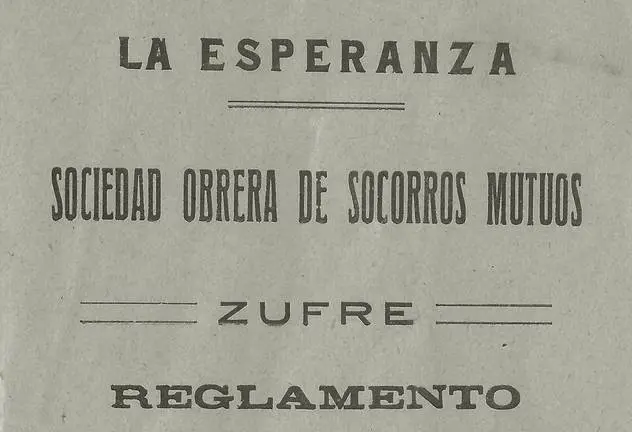 LA ESPERANZA
SOCIEDAD OBRERA DE SOCORROS MUTUOS
ZUFRE
REGLAMENTO